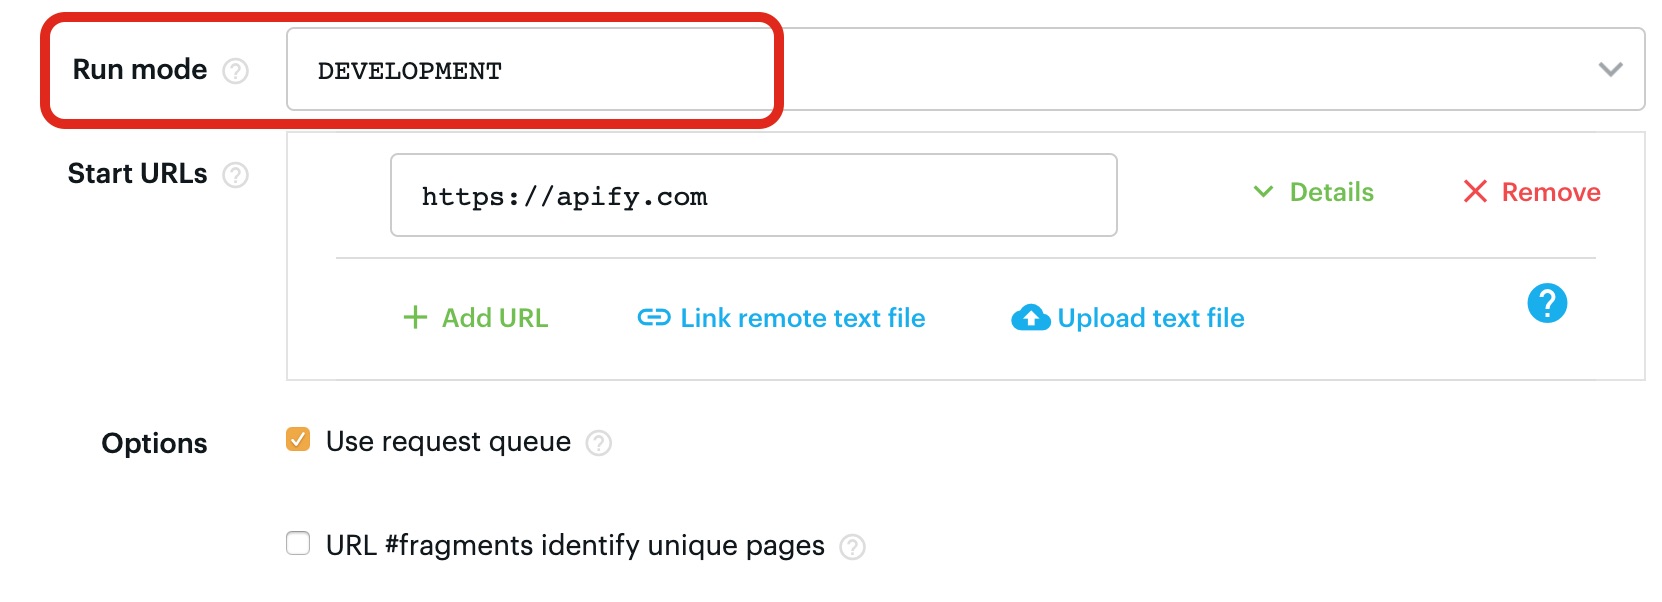 Run mode DEVELOPMENT
Start URLs https://apify.com Details Remove
Add URL Link remote text file Upload text file
Options Use request queue
URL #fragments identify unique pages